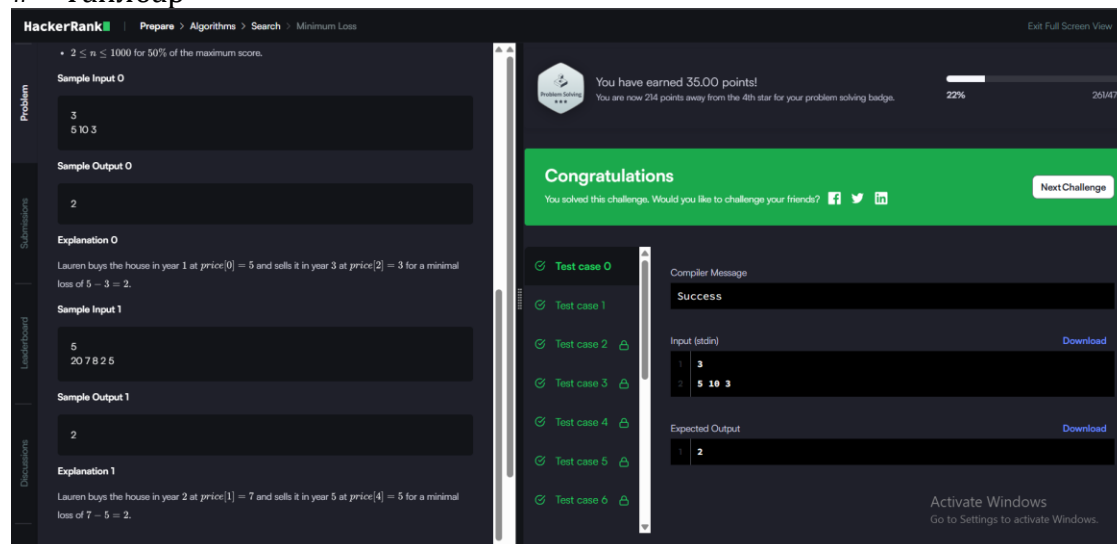 HackerRank
Prepare > Algorithms > Search > Minimum Loss
Exit Full Screen View
Problem
Submissions
Leaderboard
Discussions
• 2 ≤ n ≤ 1000 for 50% of the maximum score.
Sample Input 0
3
5 10 3
Sample Output 0
2
Explanation 0
Lauren buys the house in year 1 at price[0] = 5 and sells it in year 3 at price[2] = 3 for a minimal
loss of 5 − 3 = 2.
Sample Input 1
5
20 7 8 2 5
Sample Output 1
2
Explanation 1
Lauren buys the house in year 2 at price[1] = 7 and sells it in year 5 at price[4] = 5 for a minimal
loss of 7 − 5 = 2.
Problem Solving
You have earned 35.00 points!
You are now 214 points away from the 4th star for your problem solving badge.
22%
261/47
Congratulations
You solved this challenge. Would you like to challenge your friends?
Next Challenge
Test case 0
Test case 1
Test case 2
Test case 3
Test case 4
Test case 5
Test case 6
Compiler Message
Success
Input (stdin)
Download
1 3
2 5 10 3
Expected Output
Download
1 2
Activate Windows
Go to Settings to activate Windows.